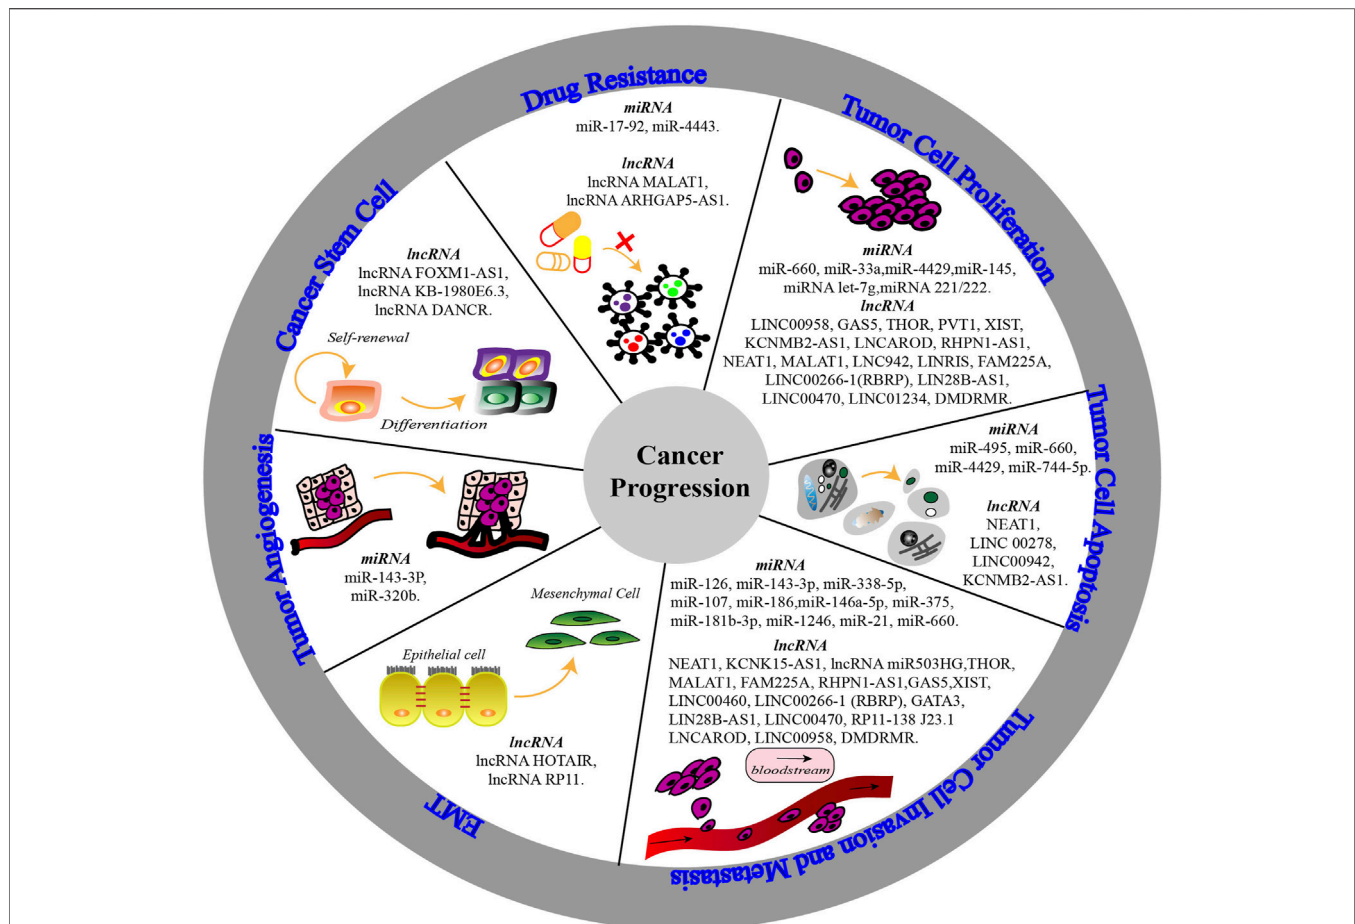 Drug Resistance
miRNA
miR-17-92, miR-4443.
lncRNA
lncRNA MALAT1,
lncRNA ARHGAP5-AS1.
Tumor Cell Proliferation
miRNA
miR-660, miR-33a,miR-4429,miR-145,
miRNA let-7g,miRNA 221/222.
lncRNA
LINC00958, GAS5, THOR, PVT1, XIST,
KCNMB2-AS1, LNCAROD, RHPN1-AS1,
NEAT1, MALAT1, LNC942, LINRIS, FAM225A,
LINC00266-1(RBRP), LIN28B-AS1,
LINC00470, LINC01234, DMDRMR.
Tumor Cell Apoptosis
miRNA
miR-495, miR-660,
miR-4429, miR-744-5p.
lncRNA
NEAT1,
LINC 00278,
LINC00942,
KCNMB2-AS1.
Tumor Cell Invasion and Metastasis
miRNA
miR-126, miR-143-3p, miR-338-5p,
miR-107, miR-186,miR-146a-5p, miR-375,
miR-181b-3p, miR-1246, miR-21, miR-660.
lncRNA
NEAT1, KCNK15-AS1, lncRNA miR503HG,THOR,
MALAT1, FAM225A, RHPN1-AS1,GAS5,XIST,
LINC00460, LINC00266-1 (RBRP), GATA3,
LIN28B-AS1, LINC00470, RP11-138 J23.1
LNCAROD, LINC00958, DMDRMR.
bloodstream
EMT
Mesenchymal Cell
Epithelial cell
lncRNA
lncRNA HOTAIR,
lncRNA RP11.
Tumor Angiogenesis
miRNA
miR-143-3P,
miR-320b.
Cancer Stem Cell
lncRNA
lncRNA FOXM1-AS1,
lncRNA KB-1980E6.3,
lncRNA DANCR.
Self-renewal
Differentiation
Cancer
Progression